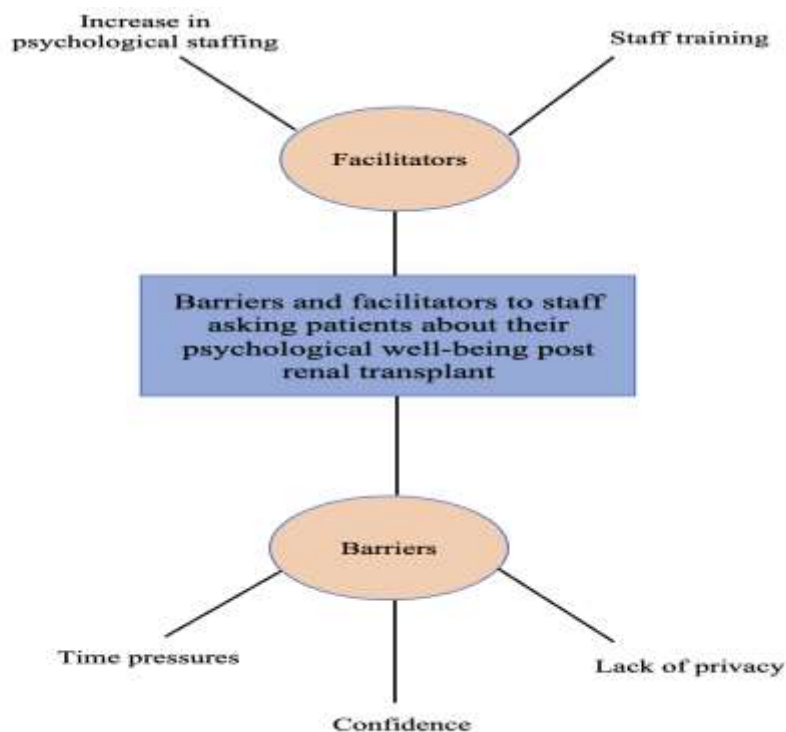 Increase in
psychological staffing
Staff training
Facilitators
Barriers and facilitators to staff
asking patients about their
psychological well-being post
renal transplant
Barriers
Time pressures
Lack of privacy
Confidence